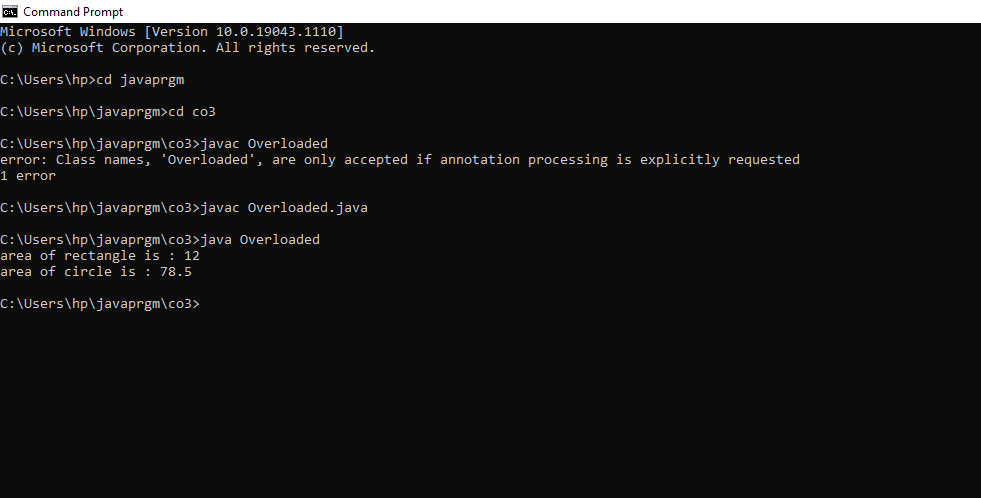 Command Prompt
Microsoft Windows [Version 10.0.19043.1110]
(c) Microsoft Corporation. All rights reserved.
C:\Users\hp>cd javaprgm
C:\Users\hp\javaprgm>cd co3
C:\Users\hp\javaprgm\co3>javac Overloaded
error: Class names, 'Overloaded', are only accepted if annotation processing is explicitly requested
1 error
C:\Users\hp\javaprgm\co3>javac Overloaded.java
C:\Users\hp\javaprgm\co3>java Overloaded
area of rectangle is : 12
area of circle is : 78.5
C:\Users\hp\javaprgm\co3>